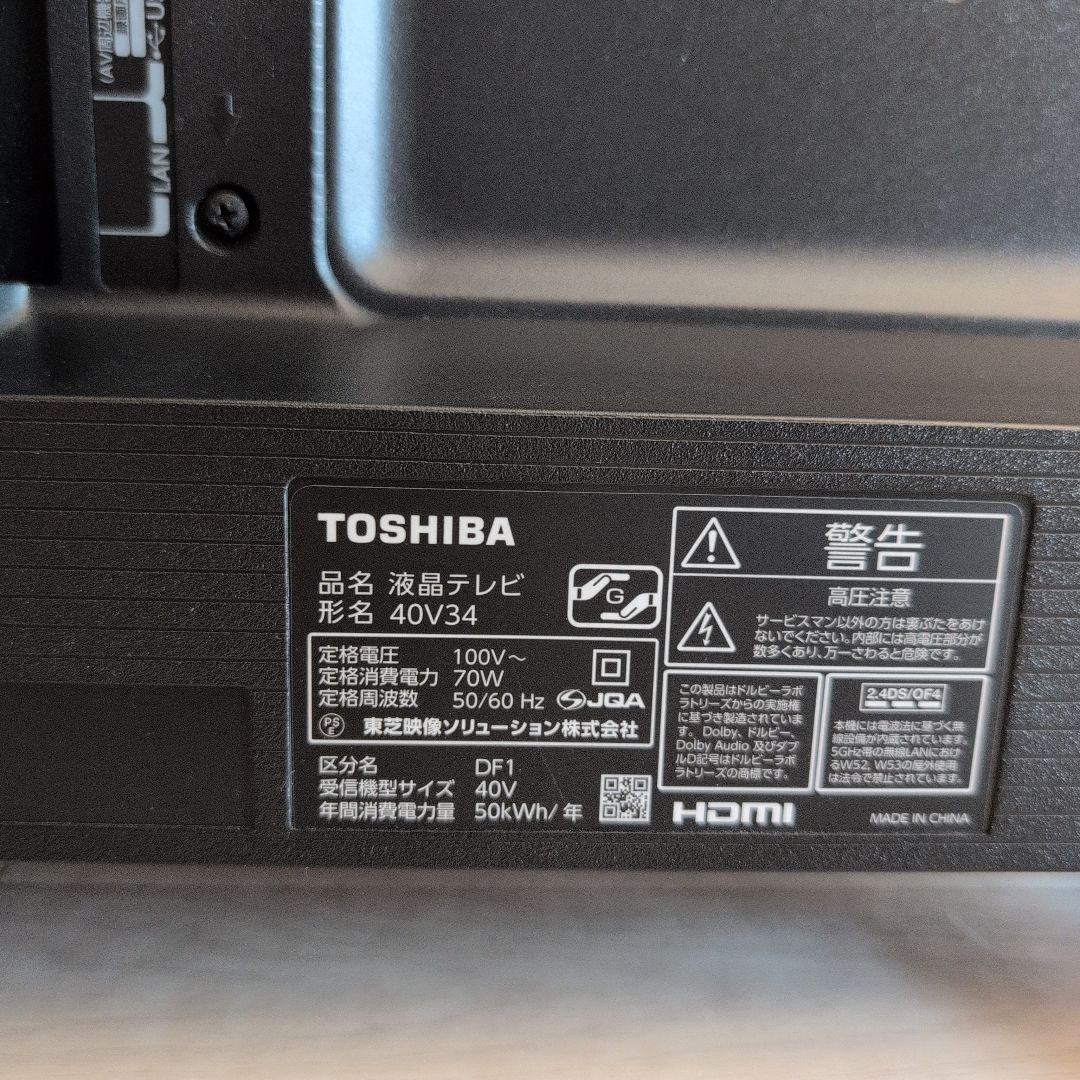 (AV周辺機
録画用
LAN
TOSHIBA
品名 液晶テレビ
形名 40V34
G
定格電圧 100V～
定格消費電力 70W
定格周波数 50/60 Hz
JQA
PS
E
東芝映像ソリューション株式会社
区分名 DF1
受信機型サイズ 40V
年間消費電力量 50kWh/年
警告
高圧注意
サービスマン以外の方は裏ぶたをあけ
ないでください。内部には高電圧部分が
数多くあり、万一さわると危険です。
この製品はドルビーラボ
ラトリーズからの実施権
に基づき製造されていま
す。Dolby、ドルビー、
Dolby Audio 及びダブ
ルD記号はドルビーラボ
ラトリーズの商標です。
2.4DS/OF4
本機には電波法に基づく無
線設備が内蔵されています。
5GHz帯の無線LANにおけ
るW52、W53の屋外使用
は法令で禁止されています。
HDMI
MADE IN CHINA